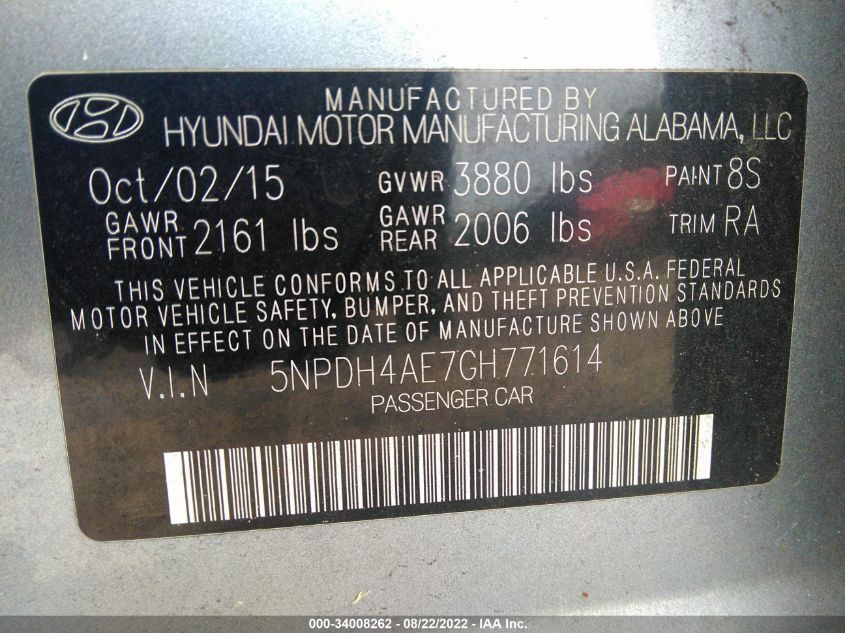 MANUFACTURED BY
HYUNDAI MOTOR MANUFACTURING ALABAMA, LLC
Oct/02/15 GVWR 3880 lbs PAINT 8S
GAWR FRONT 2161 lbs GAWR REAR 2006 lbs TRIM RA
THIS VEHICLE CONFORMS TO ALL APPLICABLE U.S.A. FEDERAL
MOTOR VEHICLE SAFETY, BUMPER, AND THEFT PREVENTION STANDARDS
IN EFFECT ON THE DATE OF MANUFACTURE SHOWN ABOVE
V.I.N 5NPDH4AE7GH771614
PASSENGER CAR
000-34008262 - 08/22/2022 - IAA Inc.